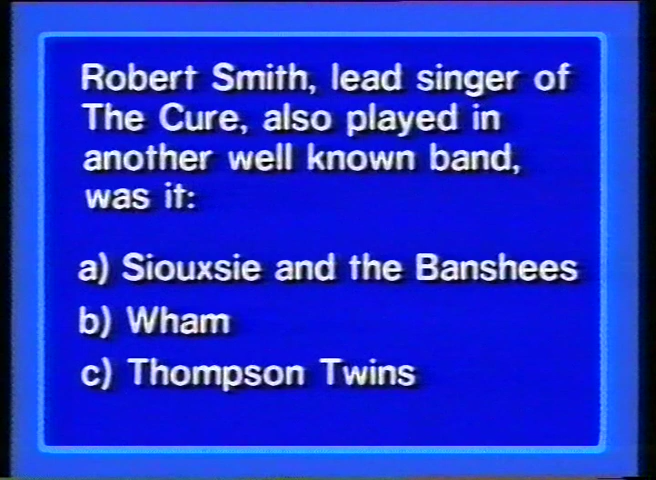 Robert Smith, lead singer of
The Cure, also played in
another well known band,
was it:
a) Siouxsie and the Banshees
b) Wham
c) Thompson Twins